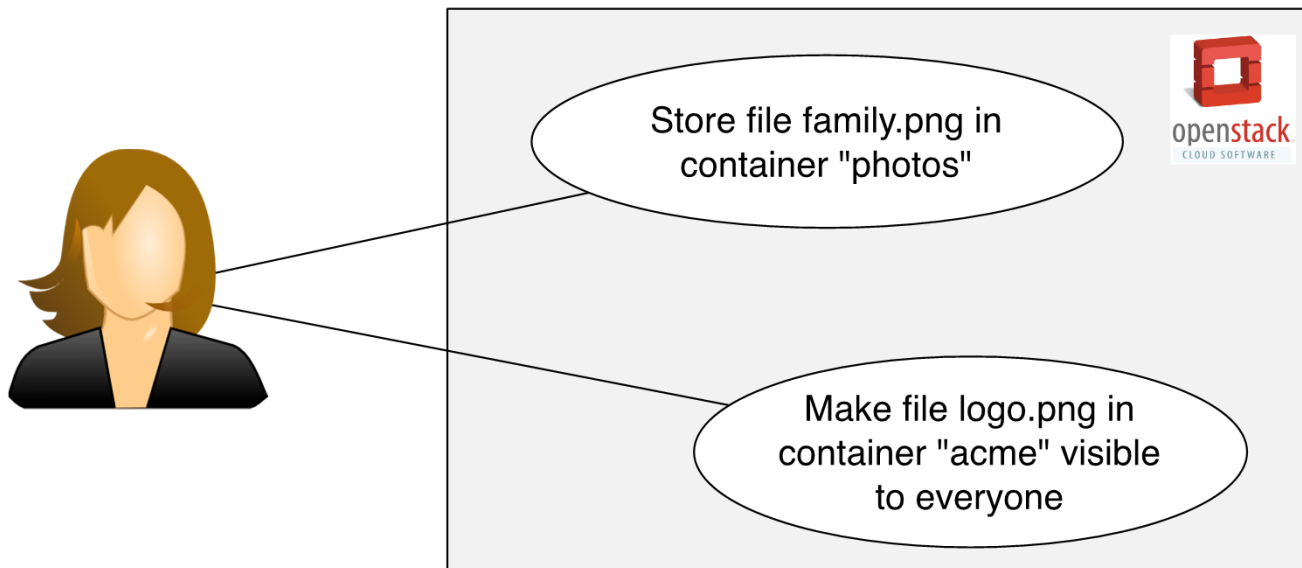 Store file family.png in
container "photos"
openstack
CLOUD SOFTWARE
Make file logo.png in
container "acme" visible
to everyone